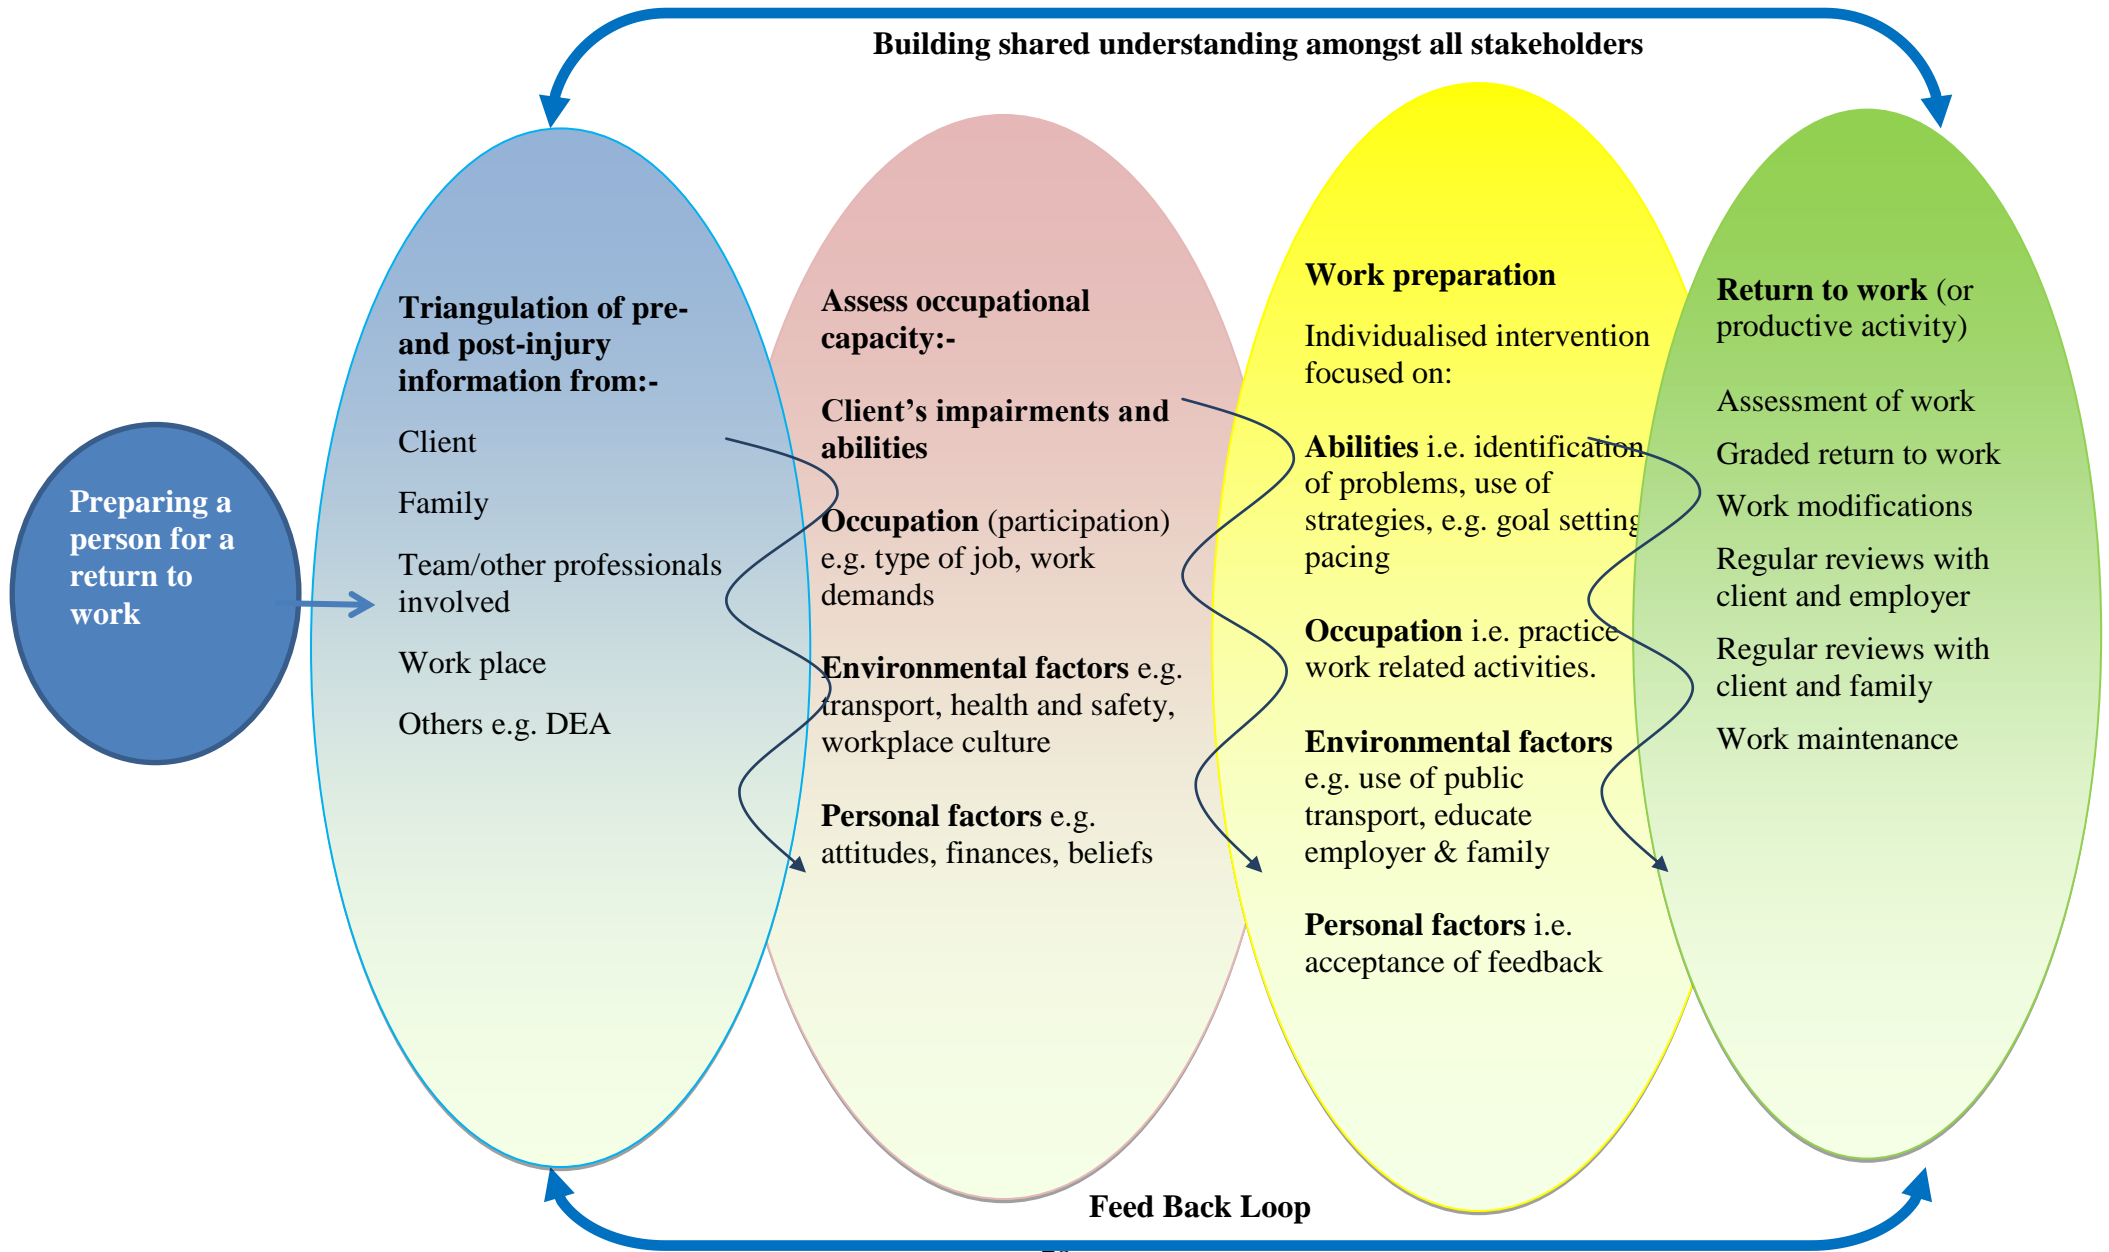 Building shared understanding amongst all stakeholders
Preparing a
person for a
return to
work
Triangulation of pre-
and post-injury
information from:-
Client
Family
Team/other professionals
involved
Work place
Others e.g. DEA
Assess occupational
capacity:-
Client’s impairments and
abilities
Occupation (participation)
e.g. type of job, work
demands
Environmental factors e.g.
transport, health and safety,
workplace culture
Personal factors e.g.
attitudes, finances, beliefs
Work preparation
Individualised intervention
focused on:
Abilities i.e. identification
of problems, use of
strategies, e.g. goal setting
pacing
Occupation i.e. practice
work related activities.
Environmental factors
e.g. use of public
transport, educate
employer & family
Personal factors i.e.
acceptance of feedback
Return to work (or
productive activity)
Assessment of work
Graded return to work
Work modifications
Regular reviews with
client and employer
Regular reviews with
client and family
Work maintenance
Feed Back Loop